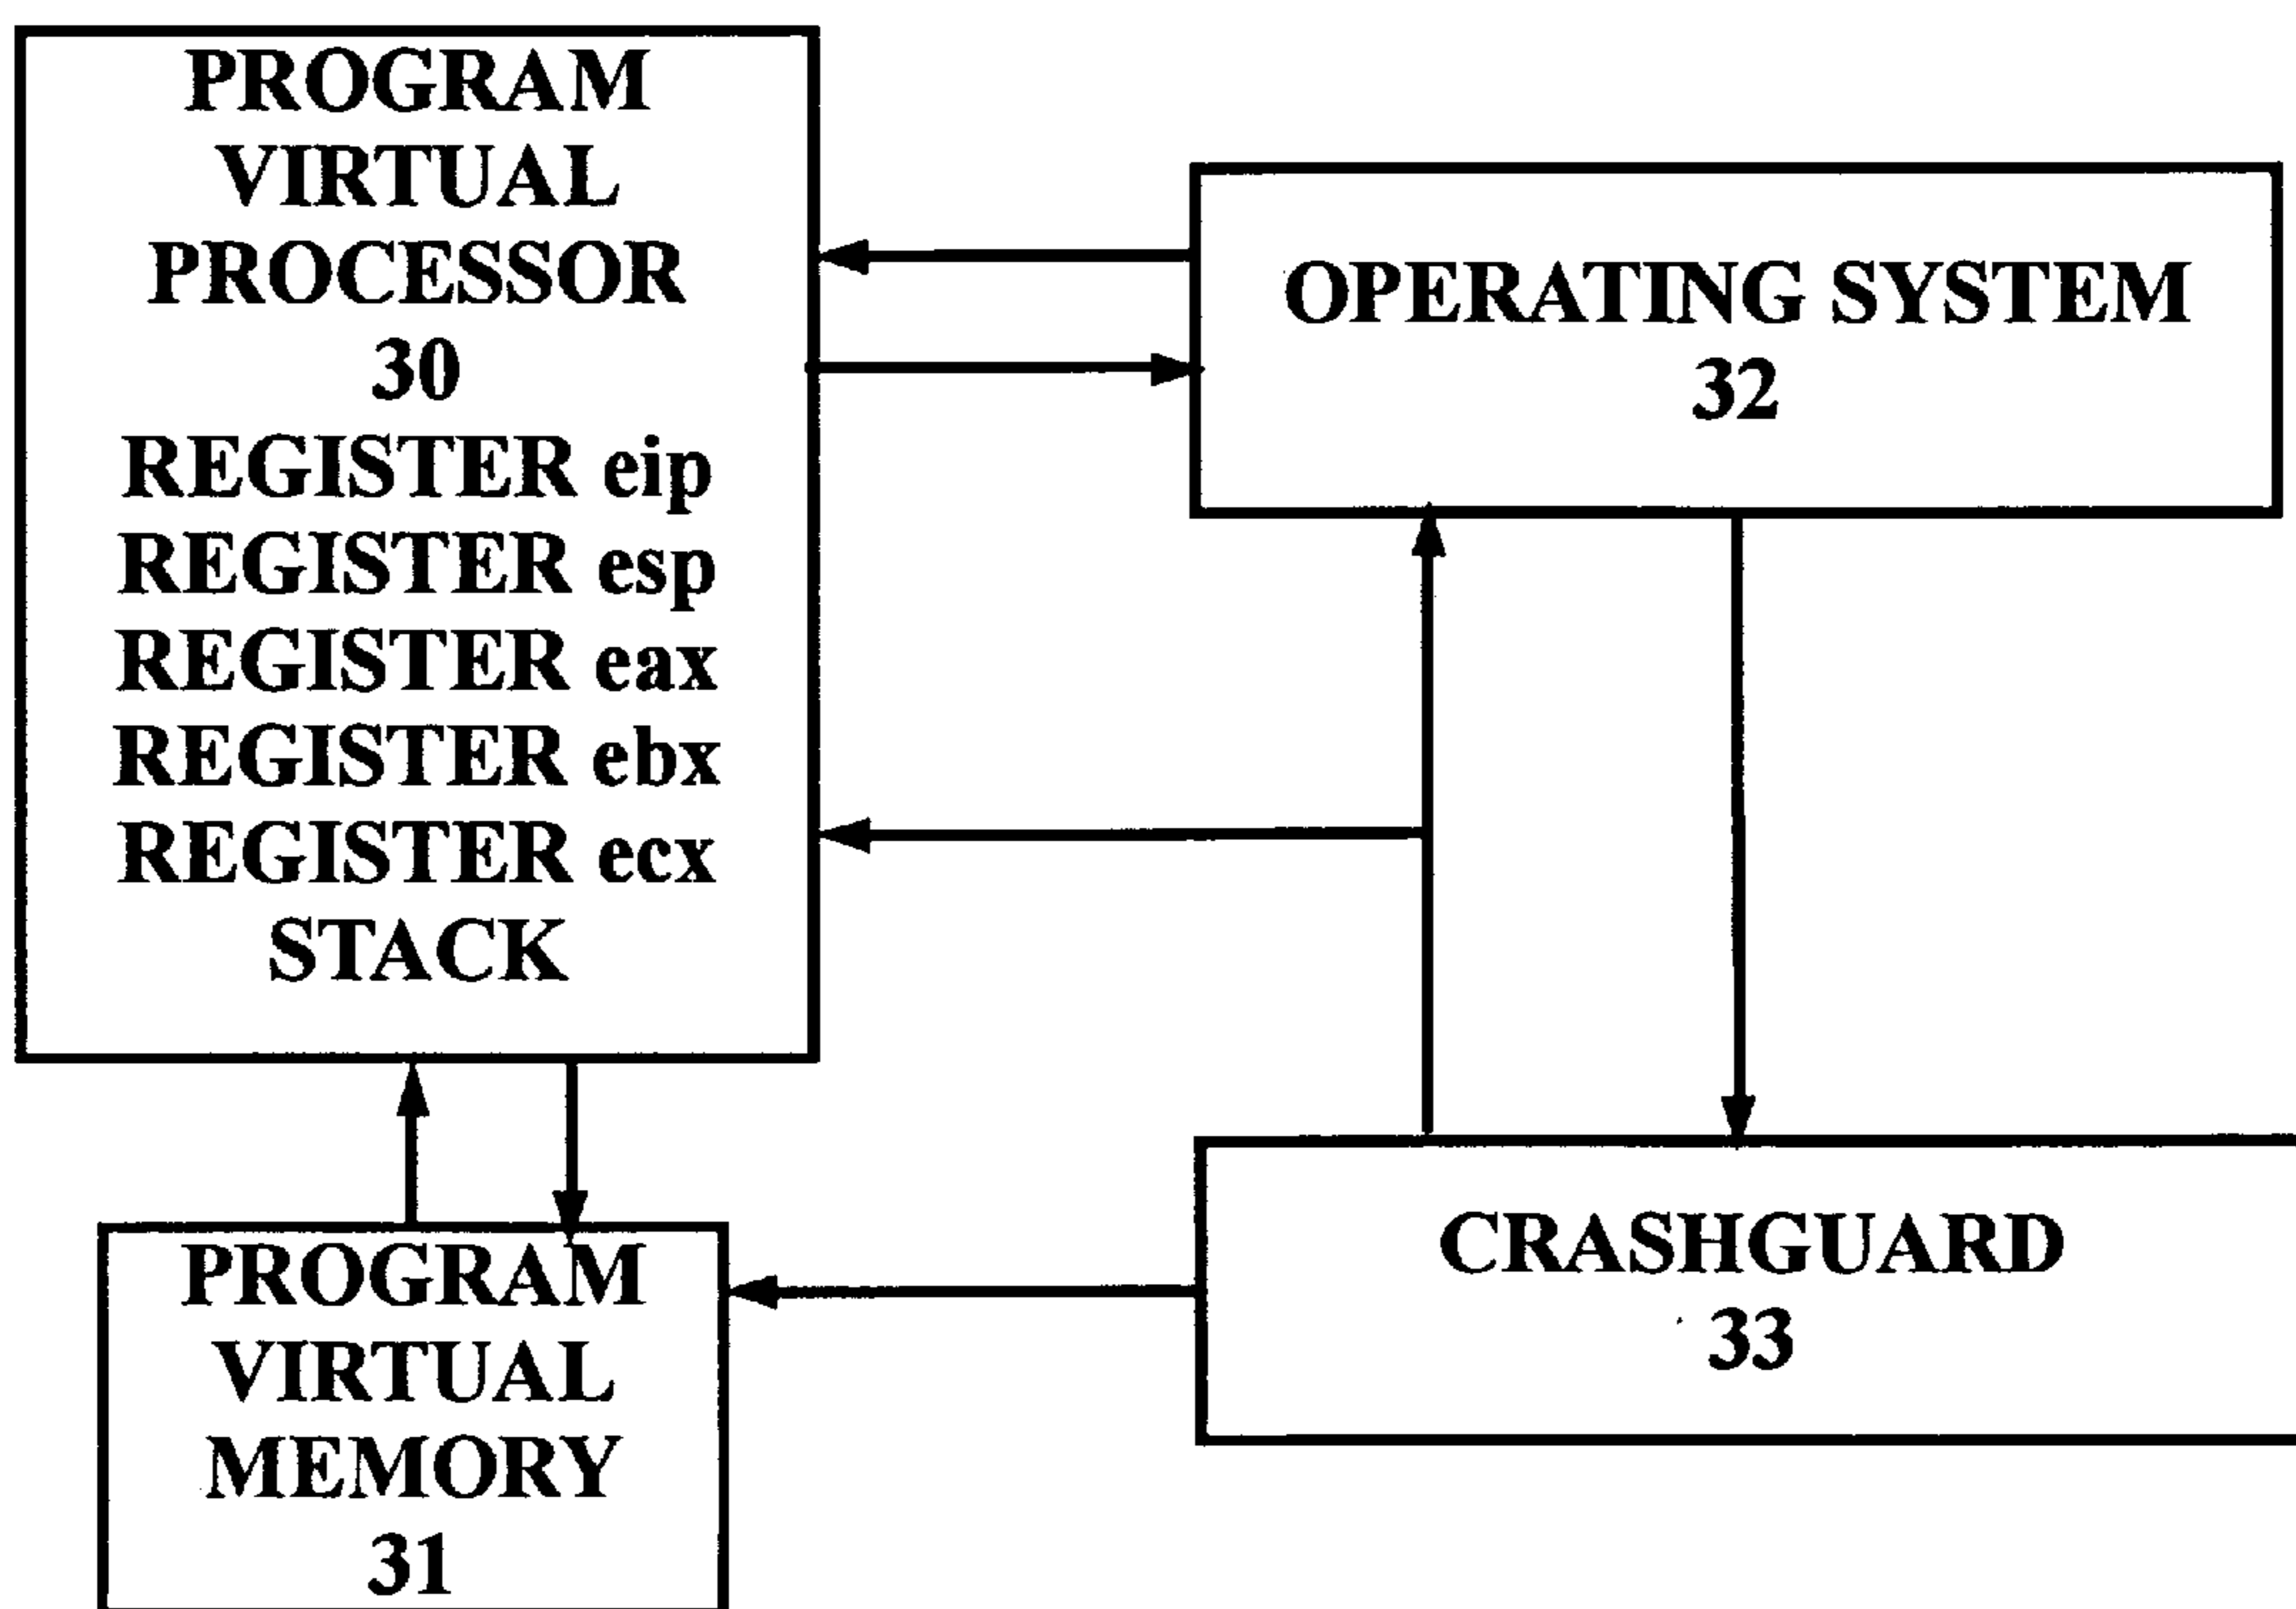 PROGRAM
VIRTUAL
PROCESSOR
30
REGISTER eip
REGISTER esp
REGISTER eax
REGISTER ebx
REGISTER ecx
STACK
OPERATING SYSTEM
32
PROGRAM
VIRTUAL
MEMORY
31
CRASHGUARD
33